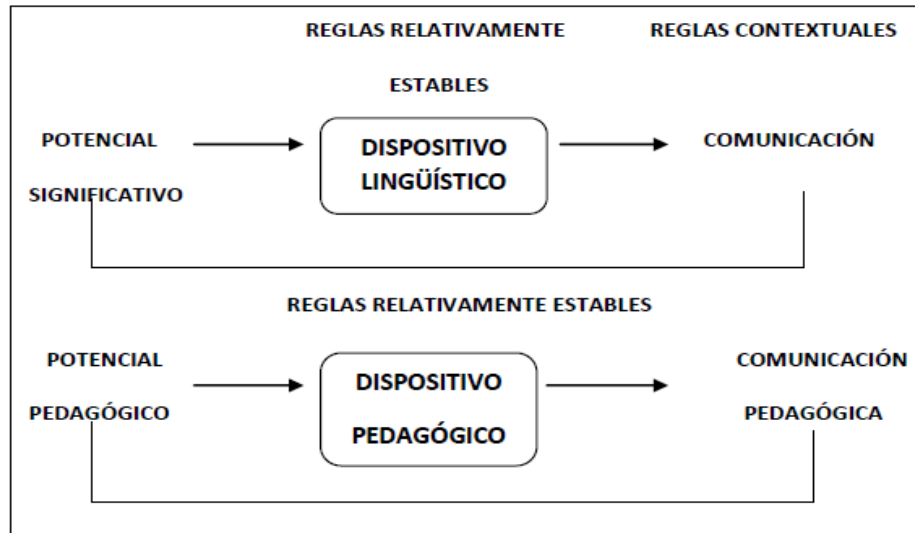 REGLAS RELATIVAMENTE
ESTABLES
REGLAS CONTEXTUALES
POTENCIAL
SIGNIFICATIVO
DISPOSITIVO
LINGÜÍSTICO
COMUNICACIÓN
REGLAS RELATIVAMENTE ESTABLES
POTENCIAL
PEDAGÓGICO
DISPOSITIVO
PEDAGÓGICO
COMUNICACIÓN
PEDAGÓGICA